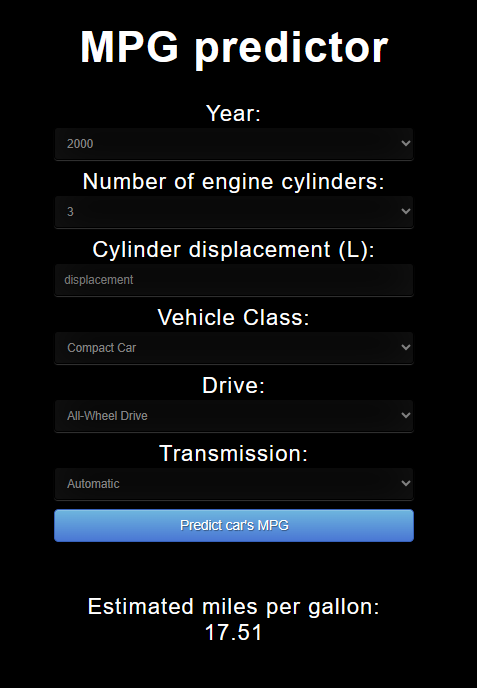 MPG predictor
Year:
2000
Number of engine cylinders:
3
Cylinder displacement (L):
displacement
Vehicle Class:
Compact Car
Drive:
All-Wheel Drive
Transmission:
Automatic
Predict car's MPG
Estimated miles per gallon:
17.51